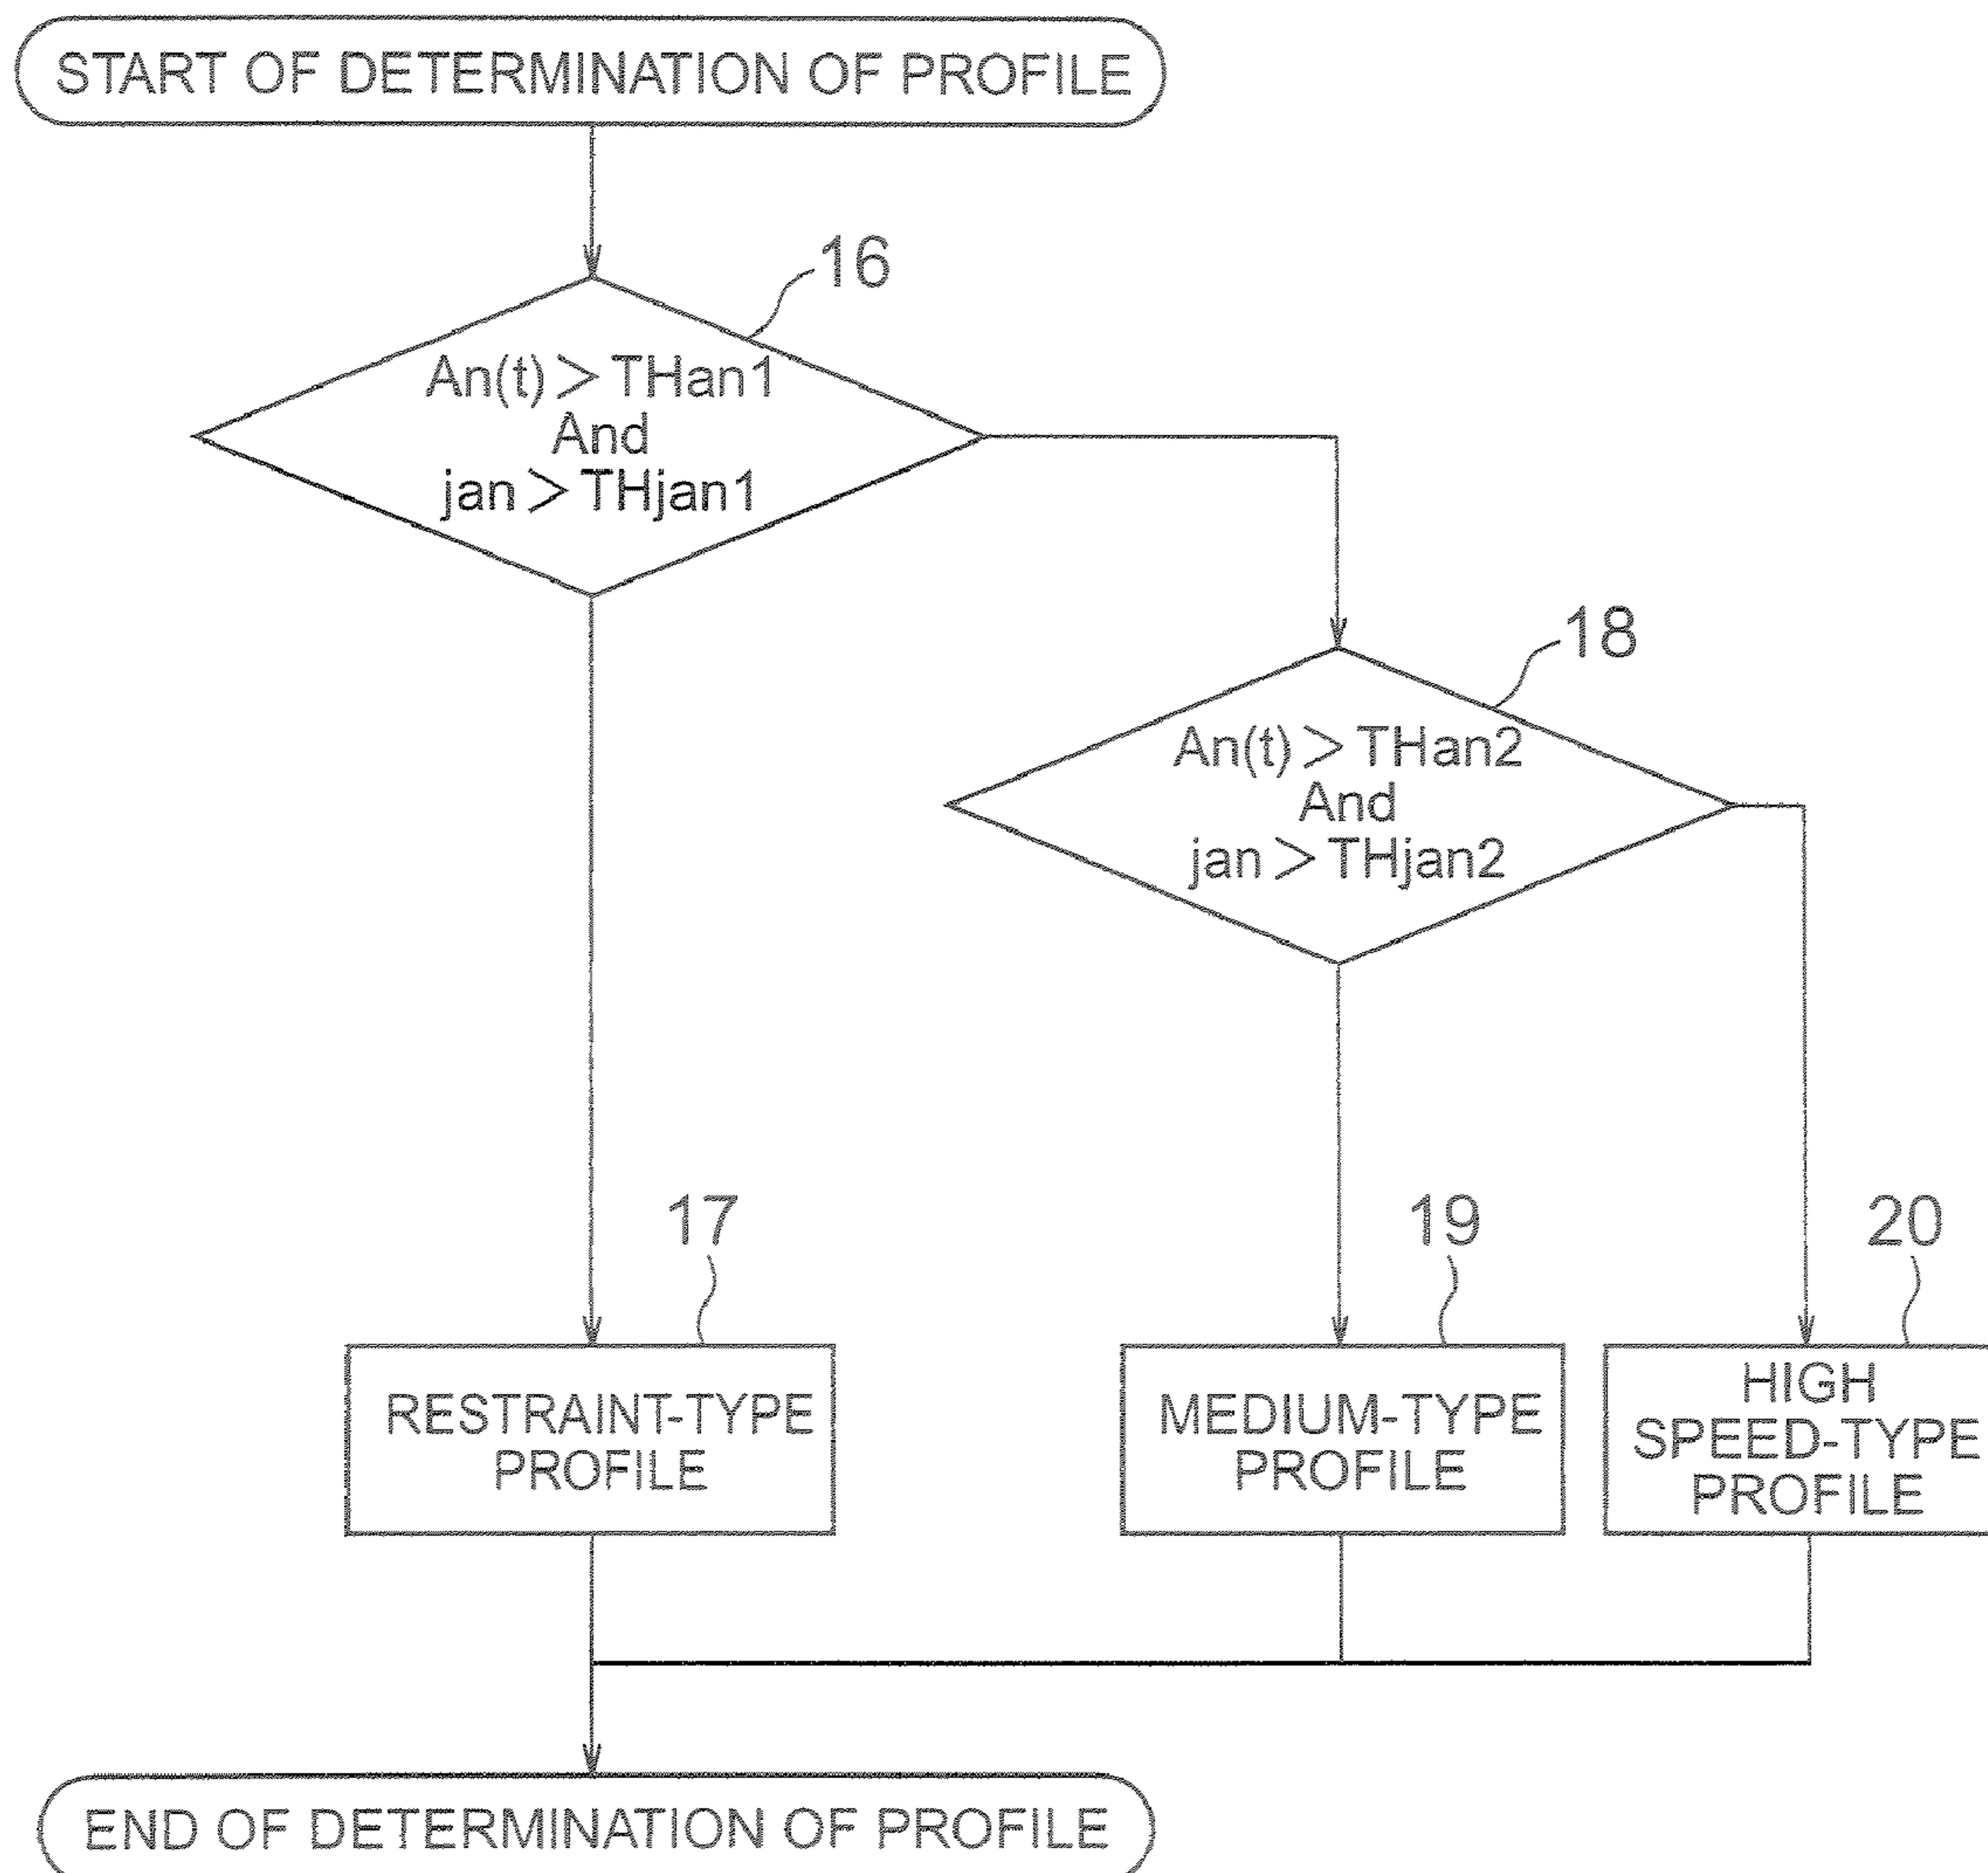 START OF DETERMINATION OF PROFILE
16
An(t) > THan1
And
jan > THjan1
18
An(t) > THan2
And
jan > THjan2
17
19
20
RESTRAINT-TYPE
PROFILE
MEDIUM-TYPE
PROFILE
HIGH
SPEED-TYPE
PROFILE
END OF DETERMINATION OF PROFILE